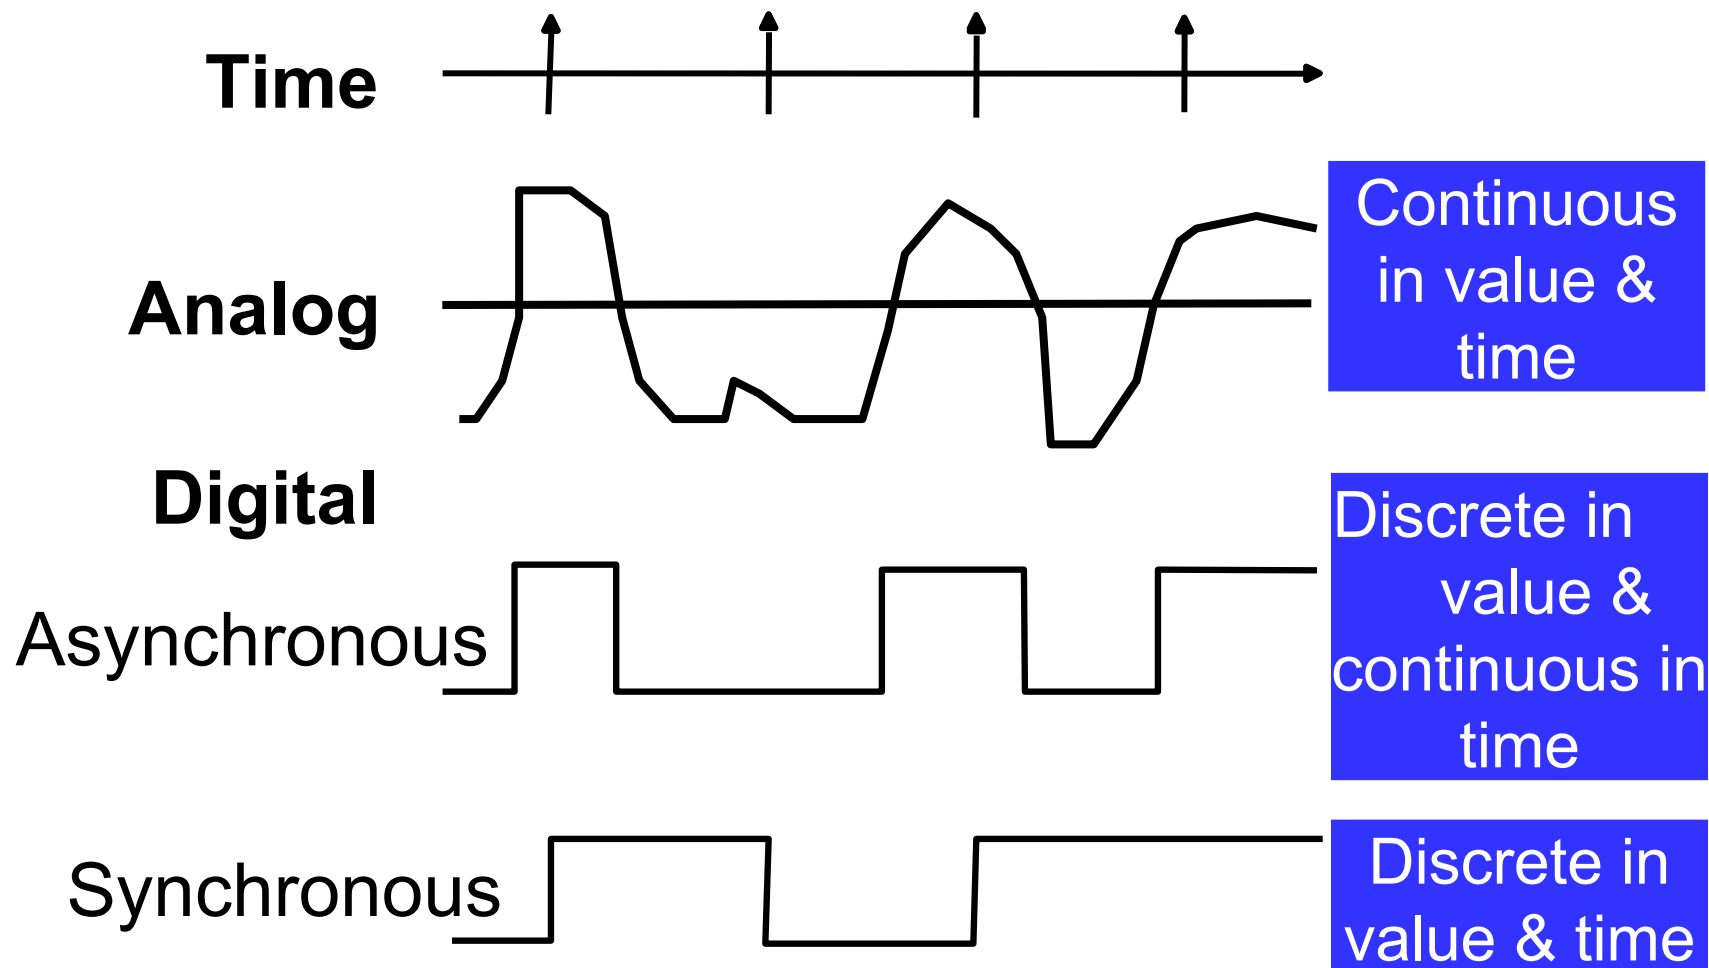 Time
Analog
Continuous
in value &
time
Digital
Asynchronous
Discrete in
value &
continuous in
time
Synchronous
Discrete in
value & time